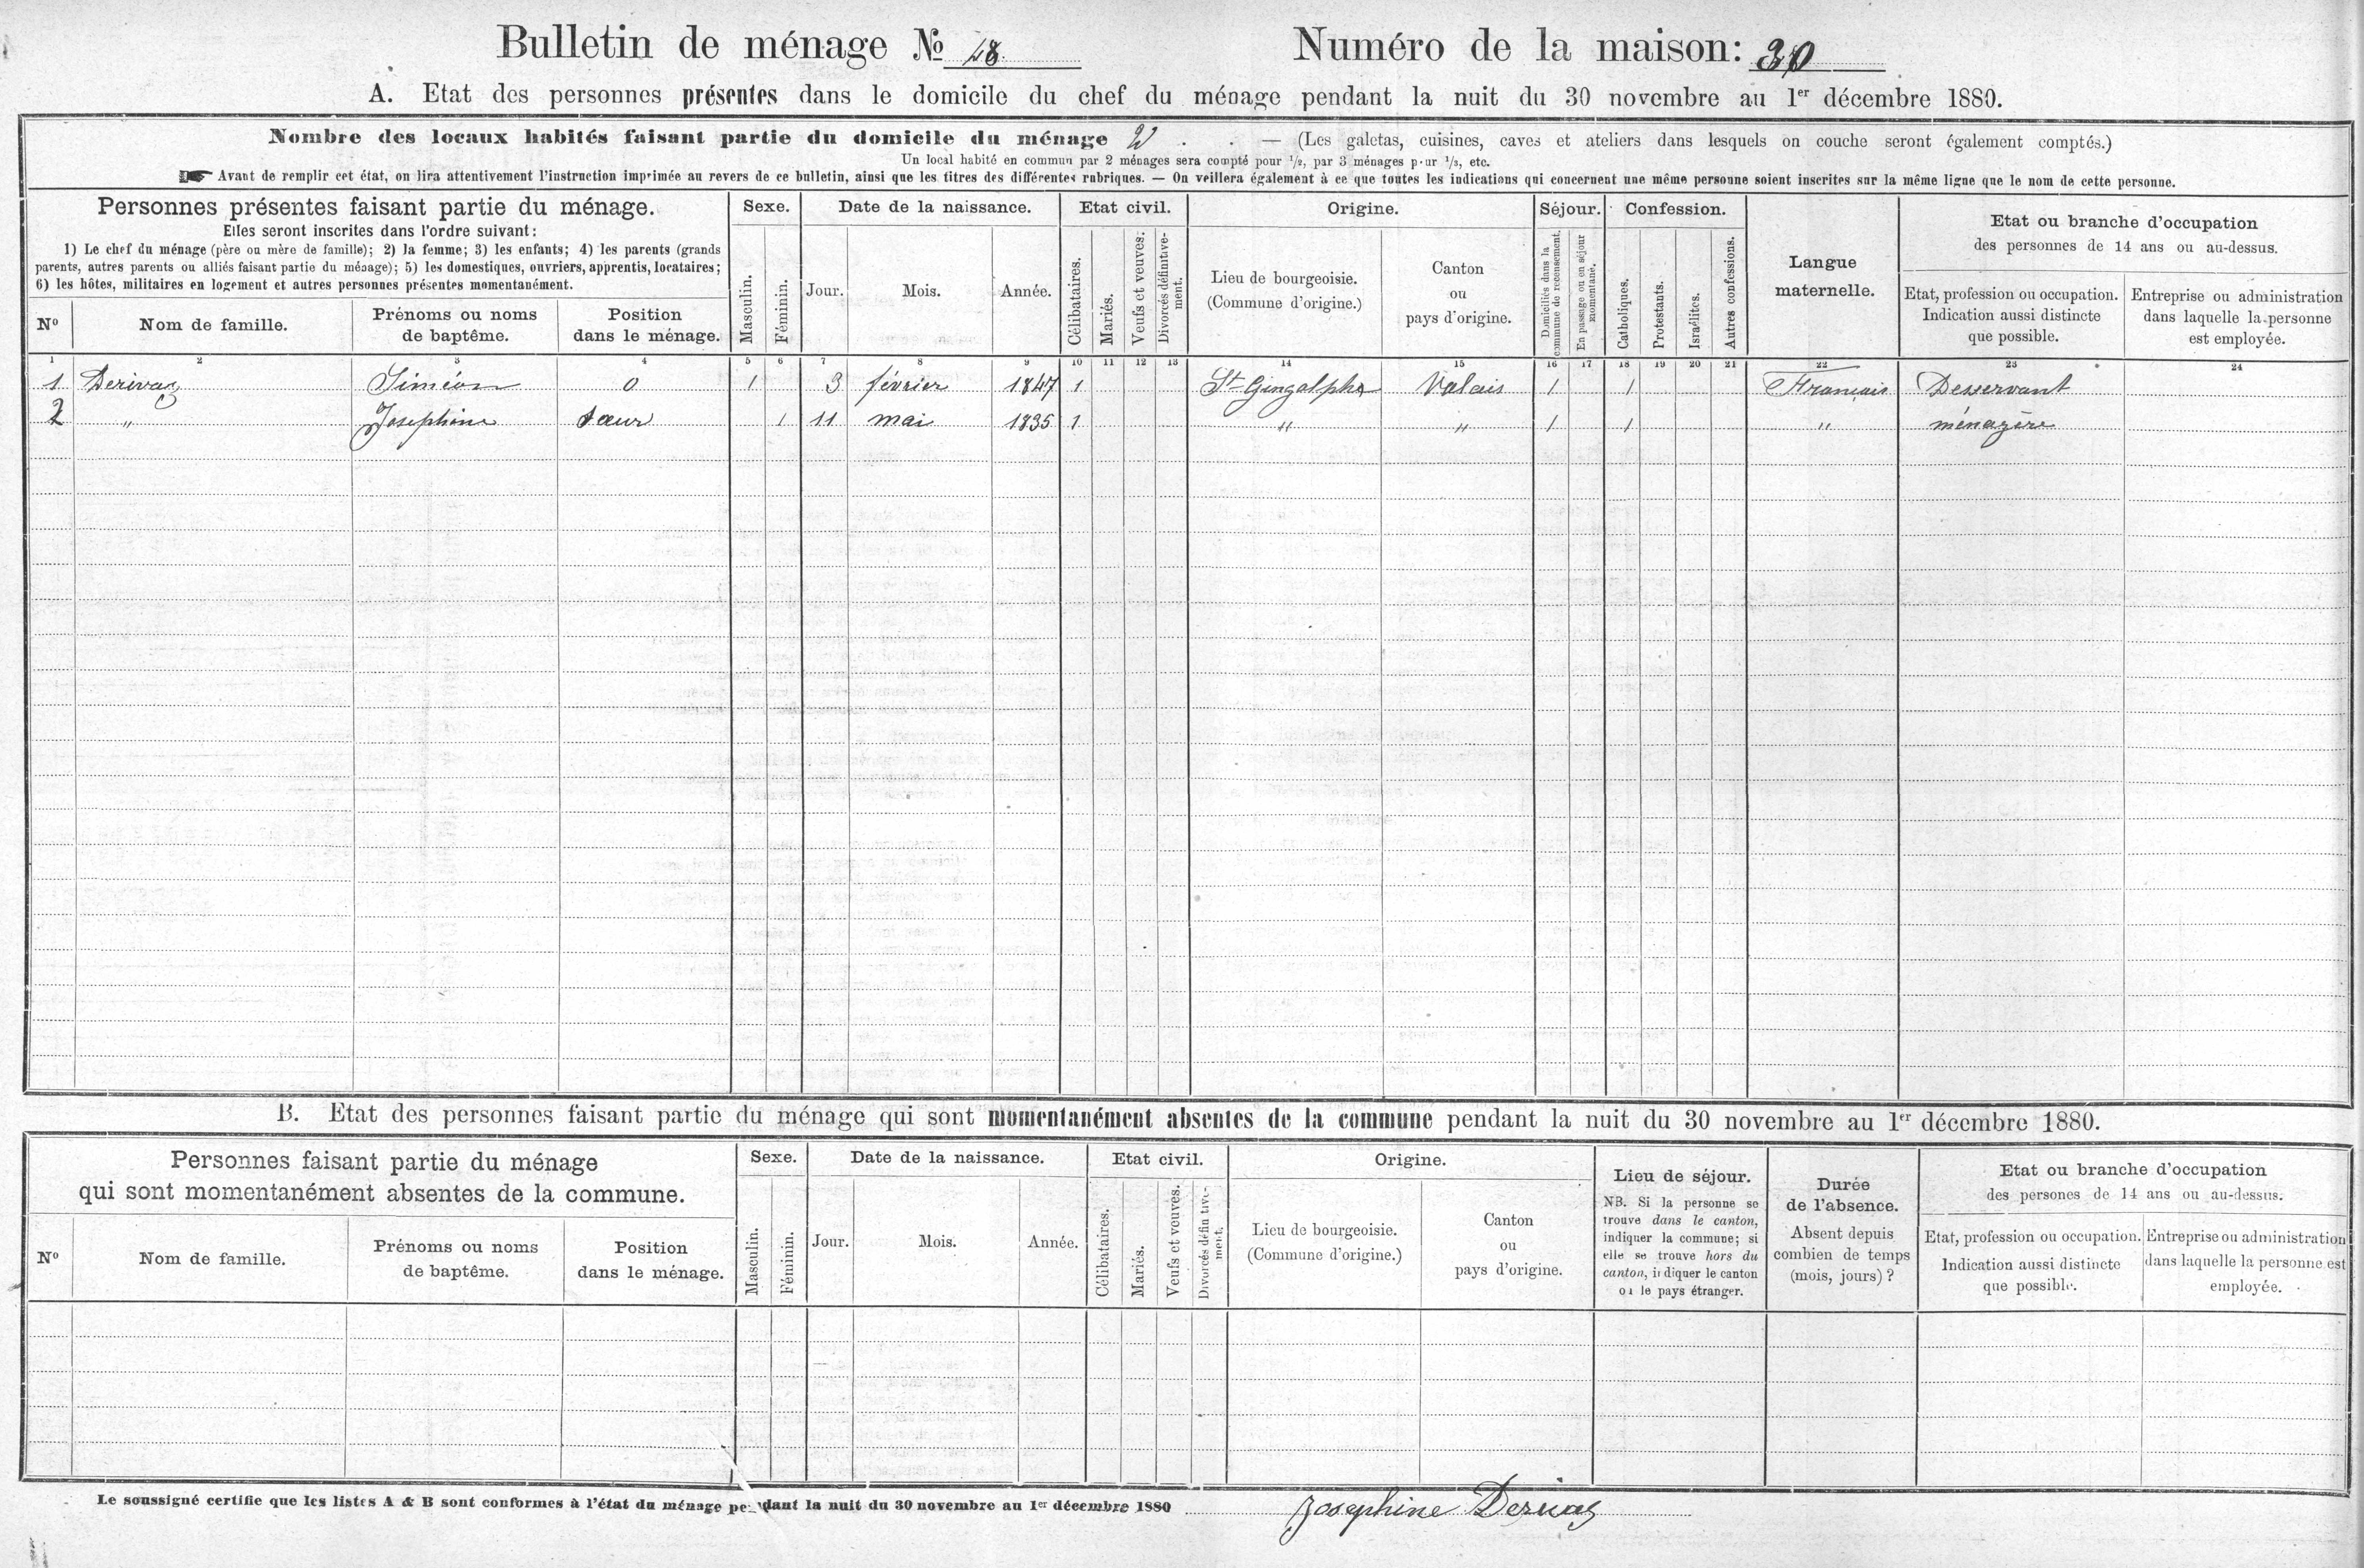 Bulletin de ménage № 48 Numéro de la maison: 30
A. Etat des personnes présentes dans le domicile du chef du ménage pendant la nuit du 30 novembre au 1er décembre 1880.
Nombre des locaux habités faisant partie du domicile du ménage . . — (Les galetas, cuisines, caves et ateliers dans lesquels on couche seront également comptés.)
Un local habité en commun par 2 ménages sera compté pour 1/2, par 3 ménages pour 1/3, etc.
Avant de remplir cet état, on lira attentivement l'instruction imprimée au revers de ce bulletin, ainsi que les titres des différentes rubriques. — On veillera également à ce que toutes les indications qui concernent une même personne soient inscrites sur la même ligne que le nom de cette personne.
Personnes présentes faisant partie du ménage. Sexe. Date de la naissance. Etat civil. Origine. Séjour. Confession. Langue maternelle. Etat ou branche d'occupation
des personnes de 14 ans ou au-dessus.
Elles seront inscrites dans l'ordre suivant:
1) Le chef du ménage (père ou mère de famille); 2) la femme; 3) les enfants; 4) les parents (grands
parents, autres parents ou alliés faisant partie du ménage); 5) les domestiques, ouvriers, apprentis, locataires;
6) les hôtes, militaires en logement et autres personnes présentes momentanément.
Nº Nom de famille. Prénoms ou noms de baptême. Position dans le ménage. Masculin. Féminin. Jour. Mois. Année. Célibataires. Mariés. Veufs et veuves. Divorcés définitivement. Lieu de bourgeoisie. (Commune d'origine.) Canton ou pays d'origine. Domiciliés dans la commune de recensement. En passage ou en séjour momentané. Catholiques. Protestants. Israélites. Autres confessions. Etat, profession ou occupation. Indication aussi distincte que possible. Entreprise ou administration dans laquelle la personne est employée.
1 2 3 4 5 6 7 8 9 10 11 12 13 14 15 16 17 18 19 20 21 22 23 24
1 Derivaz Siméon 0 1 3 février 1847 1 St-Gingolphe Valais 1 1 Français Desservant
2 " Josephine sœur 1 11 mai 1835 1 " " 1 1 " ménagère
B. Etat des personnes faisant partie du ménage qui sont momentanément absentes de la commune pendant la nuit du 30 novembre au 1er décembre 1880.
Personnes faisant partie du ménage
qui sont momentanément absentes de la commune.
Sexe. Date de la naissance. Etat civil. Origine. Lieu de séjour. Durée de l'absence. Etat ou branche d'occupation
des persones de 14 ans ou au-dessus.
NB. Si la personne se trouve dans le canton, indiquer la commune; si elle se trouve hors du canton, indiquer le canton ou le pays étranger.
Absent depuis combien de temps (mois, jours)?
Nº Nom de famille. Prénoms ou noms de baptême. Position dans le ménage. Masculin. Féminin. Jour. Mois. Année. Célibataires. Mariés. Veufs et veuves. Divorcés définitivement. Lieu de bourgeoisie. (Commune d'origine.) Canton ou pays d'origine. Etat, profession ou occupation. Indication aussi distincte que possible. Entreprise ou administration dans laquelle la personne est employée.
Le soussigné certifie que les listes A & B sont conformes à l'état du ménage pendant la nuit du 30 novembre au 1er décembre 1880 Josephine Derivaz